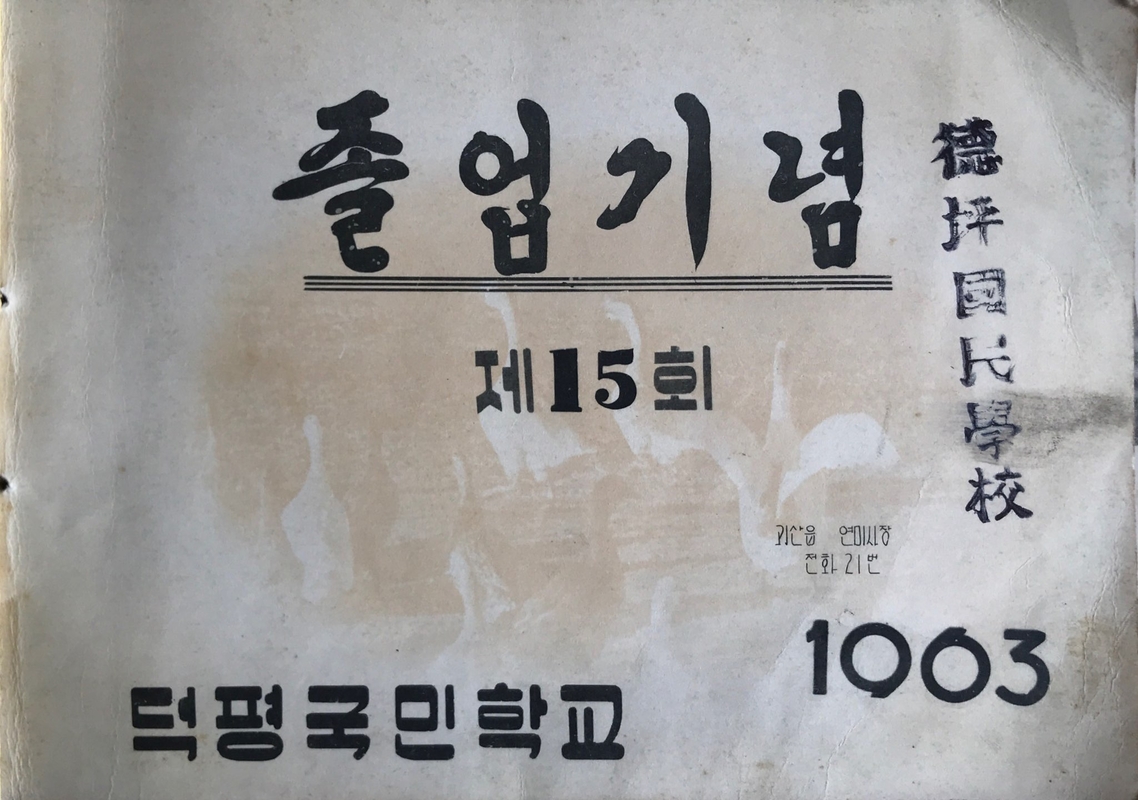 졸업기념
제15회
德坪國民學校
괴산읍 연미사장
전화 21번
1963
덕평국민학교